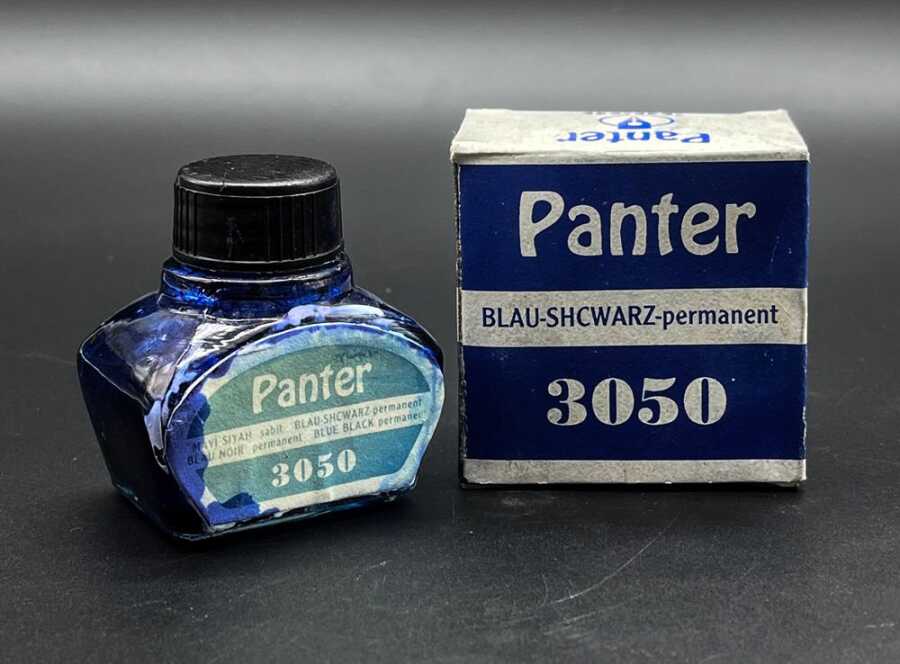 Panter
Panter
BLAU-SHCWARZ-permanent
3050
Panter
MAVİ SİYAH sabit BLAU-SHCWARZ-permanent
BLAU NOIR permanent BLUE BLACK permanent
3050